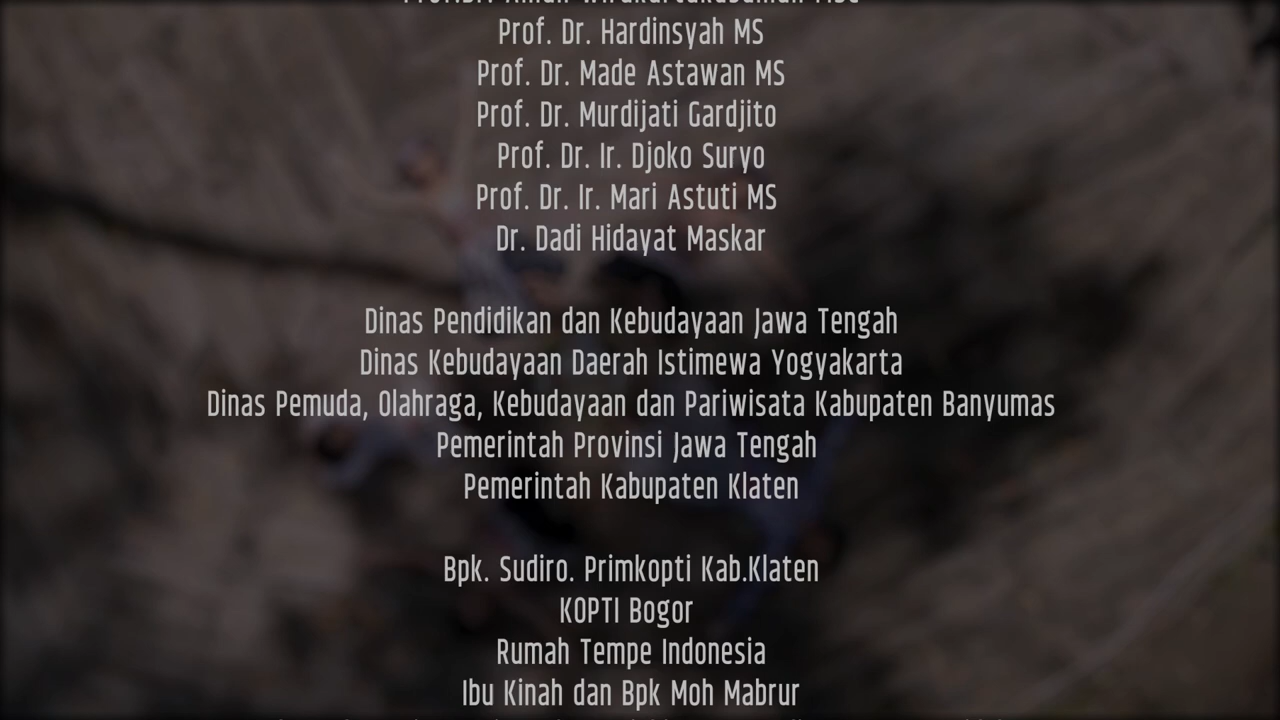 Prof. Dr. Hardinsyah MS
Prof. Dr. Made Astawan MS
Prof. Dr. Murdijati Gardjito
Prof. Dr. Ir. Djoko Suryo
Prof. Dr. Ir. Mari Astuti MS
Dr. Dadi Hidayat Maskar
Dinas Pendidikan dan Kebudayaan Jawa Tengah
Dinas Kebudayaan Daerah Istimewa Yogyakarta
Dinas Pemuda, Olahraga, Kebudayaan dan Pariwisata Kabupaten Banyumas
Pemerintah Provinsi Jawa Tengah
Pemerintah Kabupaten Klaten
Bpk. Sudiro. Primkopti Kab.Klaten
KOPTI Bogor
Rumah Tempe Indonesia
Ibu Kinah dan Bpk Moh Mabrur